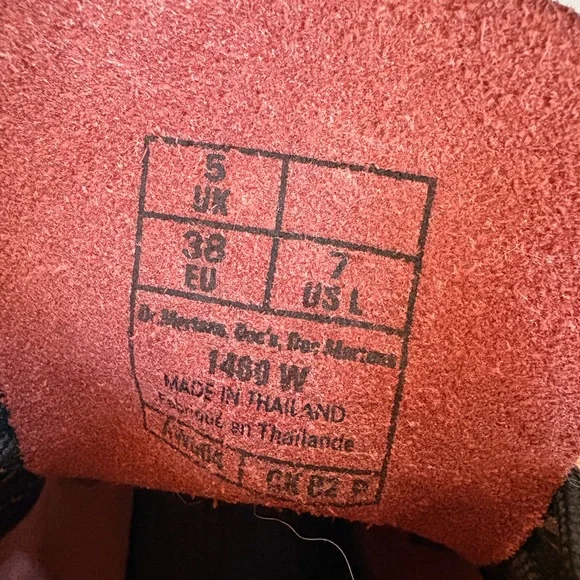 5
UK
38
EU
7
US L
Dr. Martens, Doc's, Doc Martens
1460 W
MADE IN THAILAND
Fabriqué en Thaïlande